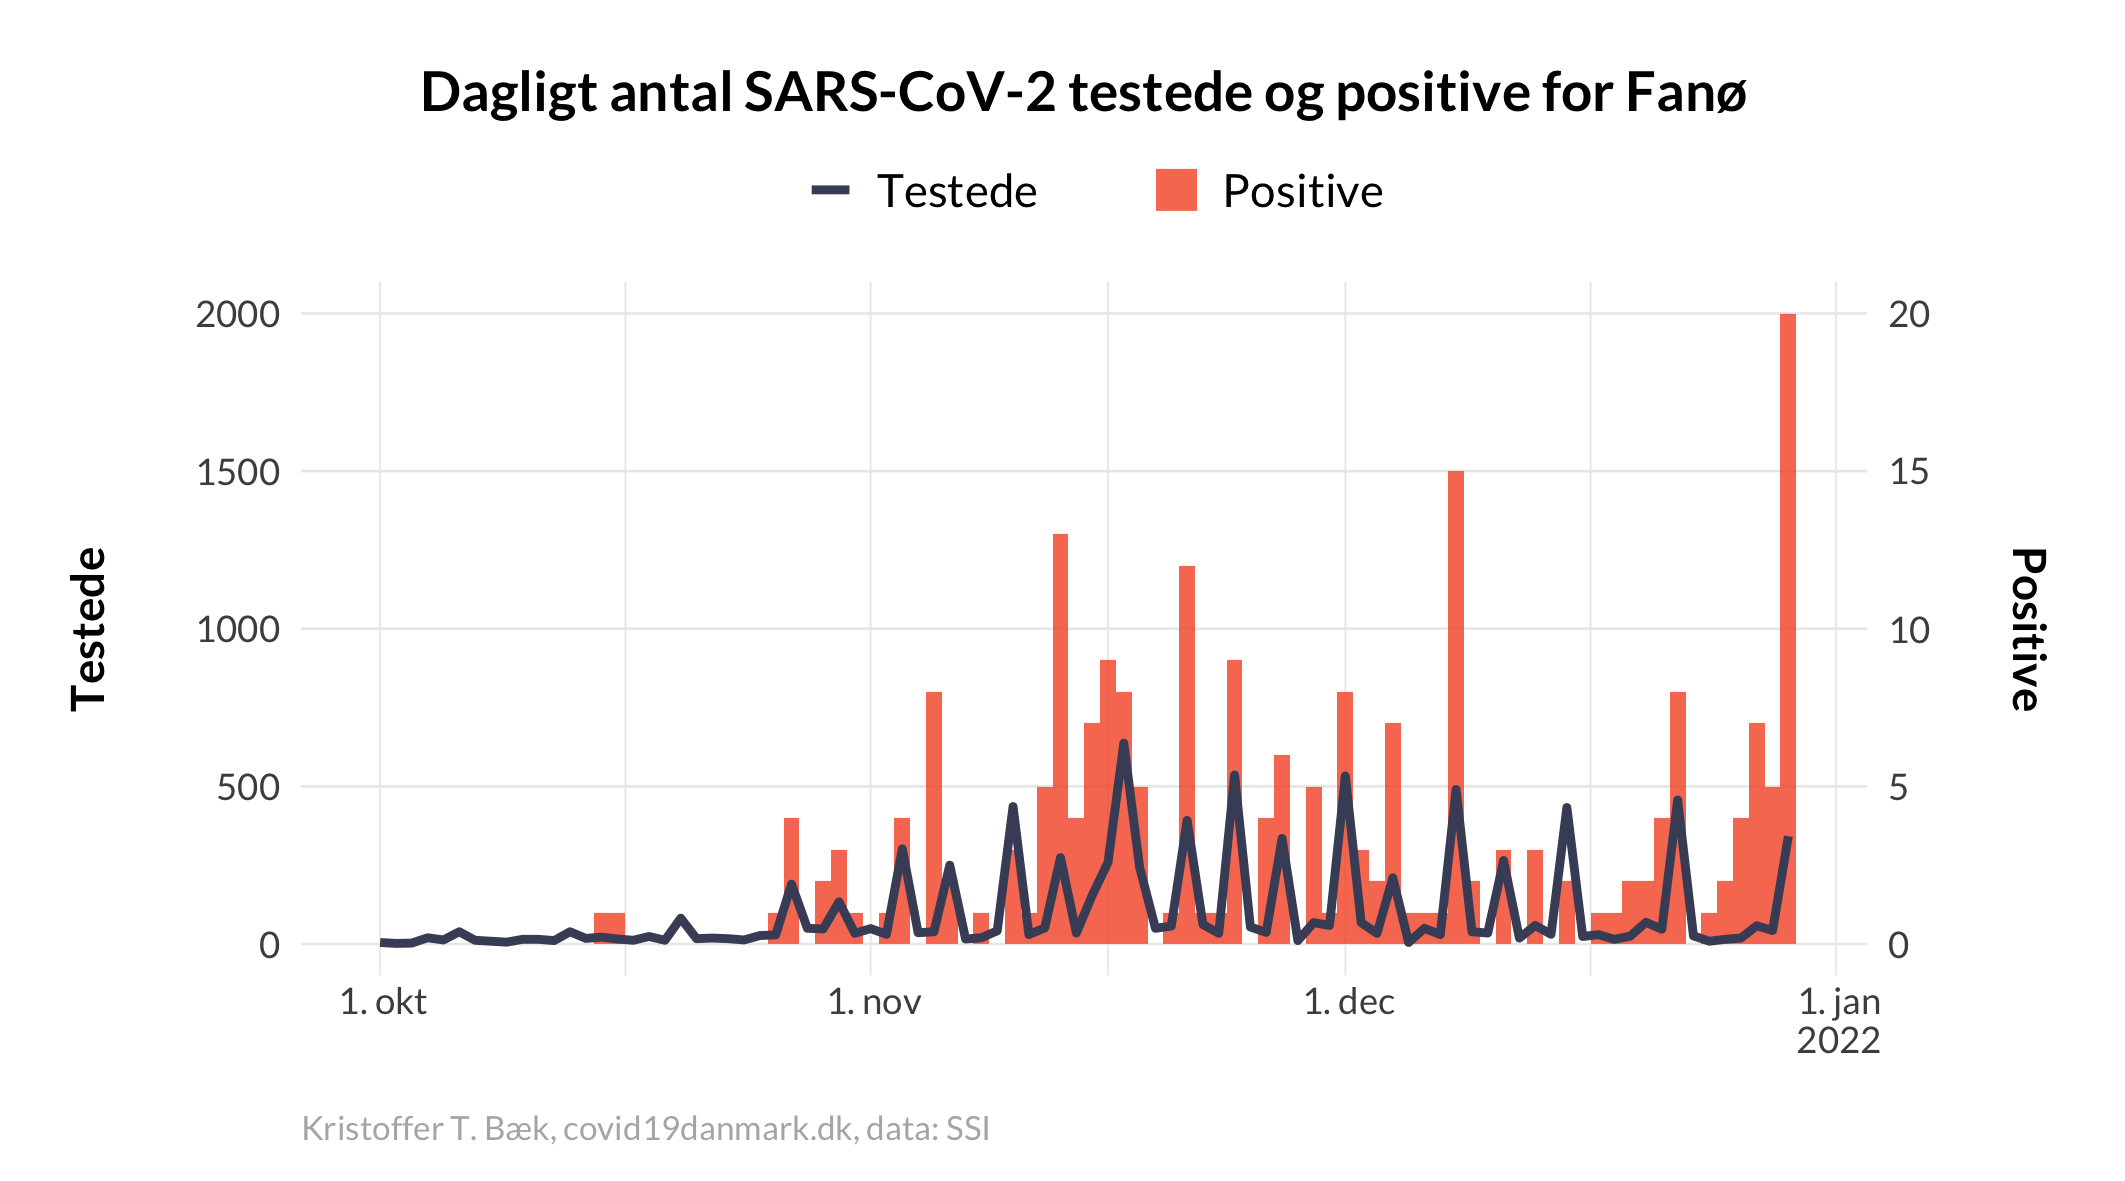 Dagligt antal SARS-CoV-2 testede og positive for Fanø
Testede
Positive
2000
1500
1000
500
0
Testede
20
15
10
5
0
Positive
1. okt
1. nov
1. dec
1. jan
2022
Kristoffer T. Bæk, covid19danmark.dk, data: SSI